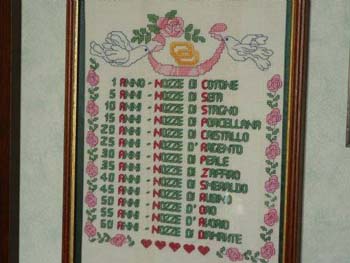 1 ANNO - NOZZE DI COTONE
5 ANNI - NOZZE DI SETA
10 ANNI - NOZZE DI STAGNO
15 ANNI - NOZZE DI PORCELLANA
20 ANNI - NOZZE DI CRISTALLO
25 ANNI - NOZZE D'ARGENTO
30 ANNI - NOZZE DI PERLE
35 ANNI - NOZZE DI ZAFFIRO
40 ANNI - NOZZE DI SMERALDO
45 ANNI - NOZZE DI RUBINO
50 ANNI - NOZZE D'ORO
55 ANNI - NOZZE D'AVORIO
60 ANNI - NOZZE DI DIAMANTE